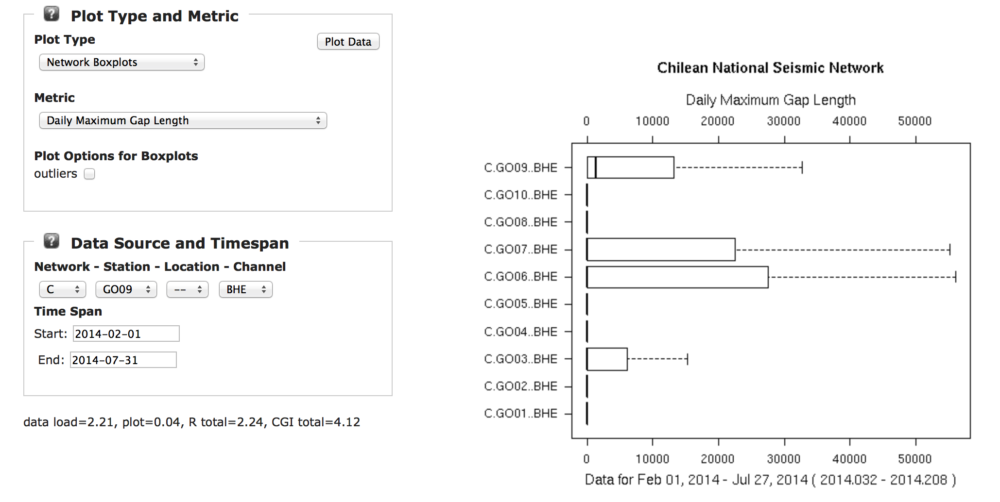 ? Plot Type and Metric
Plot Type
Plot Data
Network Boxplots
Metric
Daily Maximum Gap Length
Plot Options for Boxplots
outliers
? Data Source and Timespan
Network - Station - Location - Channel
C GO09 -- BHE
Time Span
Start: 2014-02-01
End: 2014-07-31
data load=2.21, plot=0.04, R total=2.24, CGI total=4.12
Chilean National Seismic Network
Daily Maximum Gap Length
0 10000 20000 30000 40000 50000
C.GO09..BHE
C.GO10..BHE
C.GO08..BHE
C.GO07..BHE
C.GO06..BHE
C.GO05..BHE
C.GO04..BHE
C.GO03..BHE
C.GO02..BHE
C.GO01..BHE
0 10000 20000 30000 40000 50000
Data for Feb 01, 2014 - Jul 27, 2014 ( 2014.032 - 2014.208 )